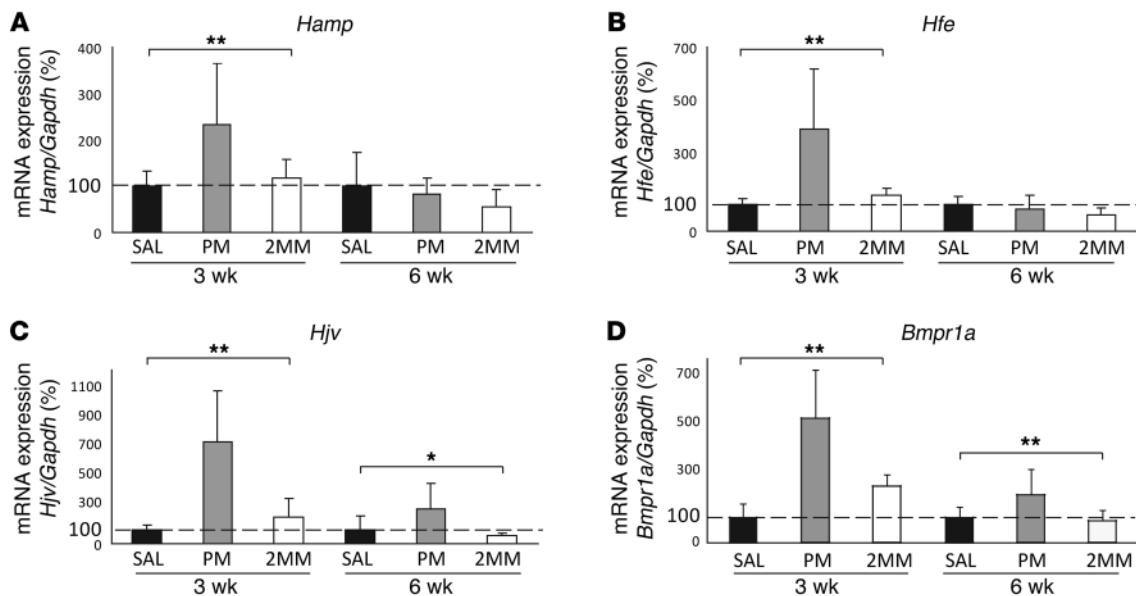 A
Hamp
mRNA expression
Hamp/Gapdh (%)
400
300
200
100
0
**
SAL PM 2MM SAL PM 2MM
3 wk 6 wk
B
Hfe
mRNA expression
Hfe/Gapdh (%)
700
500
300
100
0
**
SAL PM 2MM SAL PM 2MM
3 wk 6 wk
C
Hjv
mRNA expression
Hjv/Gapdh (%)
1100
900
700
500
300
100
0
**
*
SAL PM 2MM SAL PM 2MM
3 wk 6 wk
D
Bmpr1a
mRNA expression
Bmpr1a/Gapdh (%)
700
500
300
100
0
**
**
SAL PM 2MM SAL PM 2MM
3 wk 6 wk